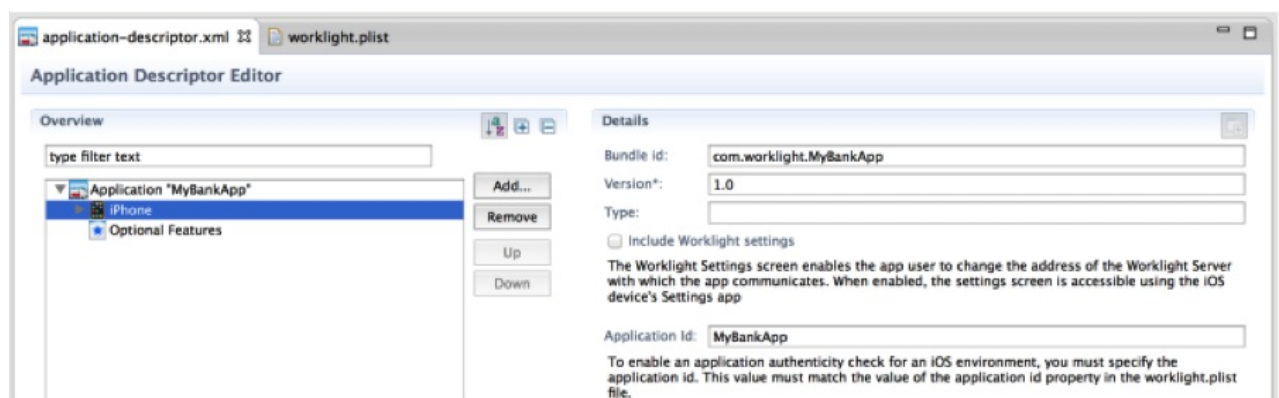 application-descriptor.xml
worklight.plist
Application Descriptor Editor
Overview
type filter text
Application "MyBankApp"
iPhone
Optional Features
Add...
Remove
Up
Down
Details
Bundle id: com.worklight.MyBankApp
Version*: 1.0
Type:
Include Worklight settings
The Worklight Settings screen enables the app user to change the address of the Worklight Server
with which the app communicates. When enabled, the settings screen is accessible using the iOS
device's Settings app
Application Id: MyBankApp
To enable an application authenticity check for an iOS environment, you must specify the
application id. This value must match the value of the application id property in the worklight.plist
file.